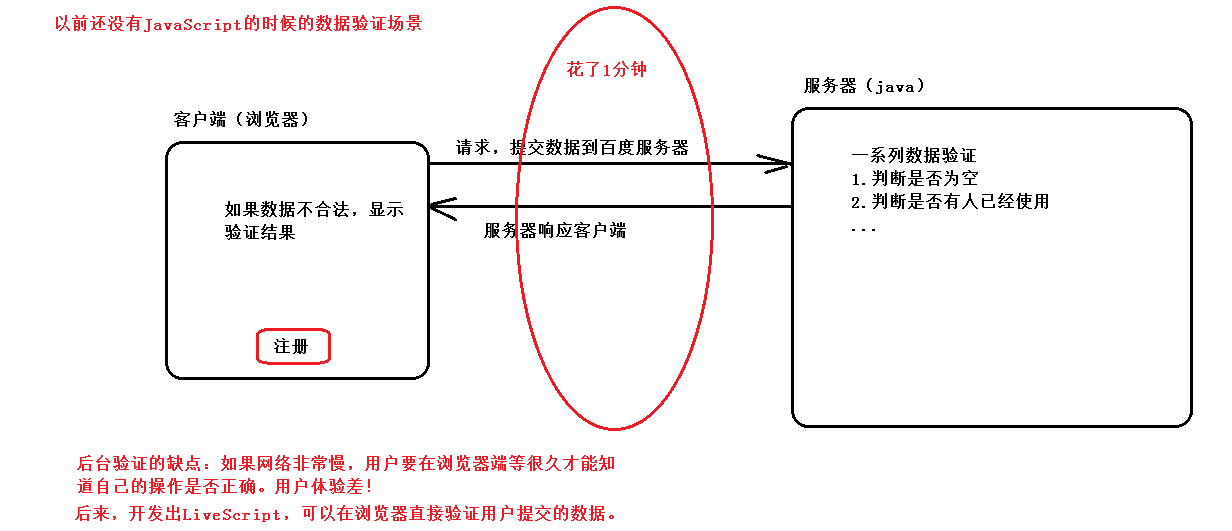 以前还没有JavaScript的时候的数据验证场景
花了1分钟
服务器（java）
客户端（浏览器）
请求，提交数据到百度服务器
一系列数据验证
1.判断是否为空
2.判断是否有人已经使用
...
如果数据不合法，显示
验证结果
服务器响应客户端
注册
后台验证的缺点：如果网络非常慢，用户要在浏览器端等很久才能知
道自己的操作是否正确。用户体验差!
后来，开发出LiveScript，可以在浏览器直接验证用户提交的数据。